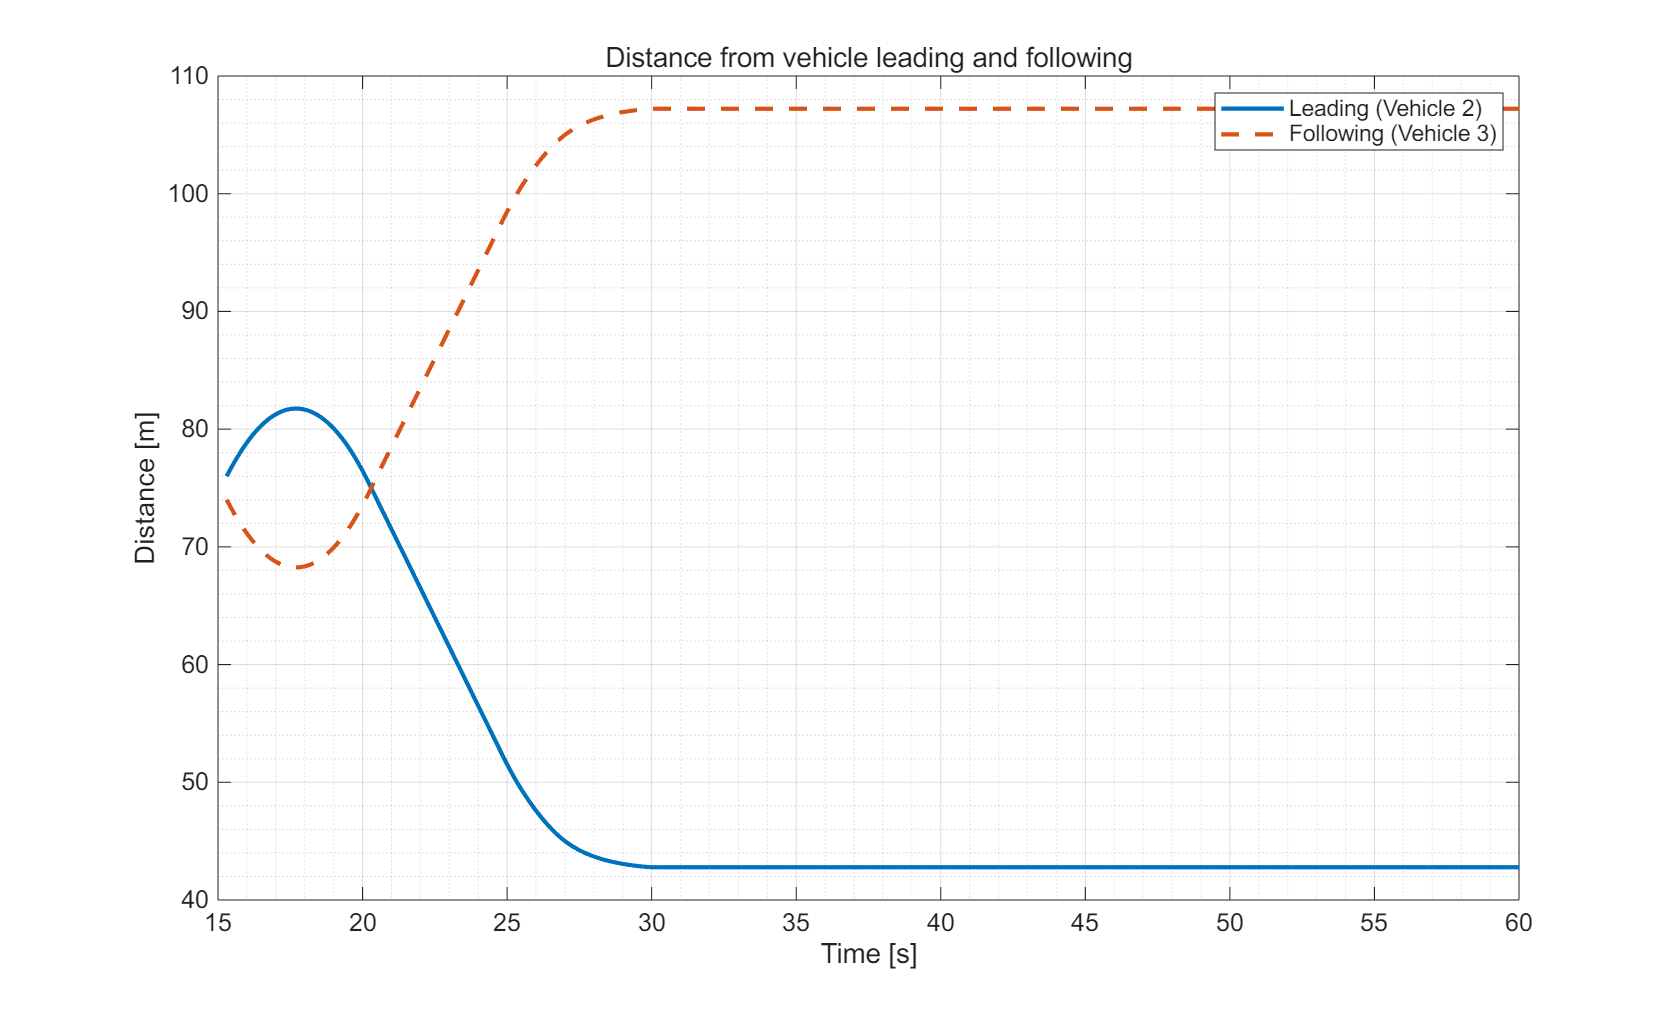 Distance from vehicle leading and following
110
100
90
80
70
60
50
40
Distance [m]
Leading (Vehicle 2)
Following (Vehicle 3)
15 20 25 30 35 40 45 50 55 60
Time [s]